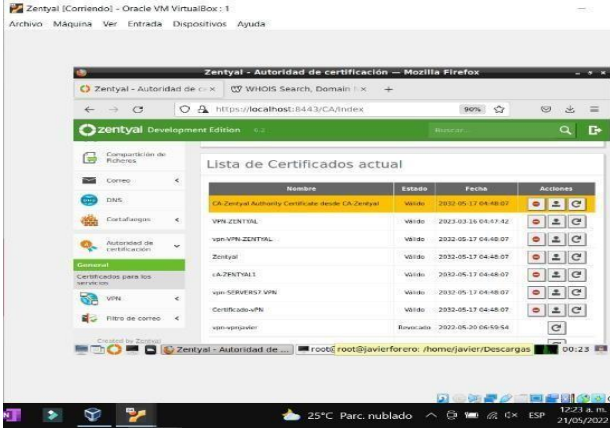 Zentyal [Corriendo] - Oracle VM VirtualBox : 1
Archivo Máquina Ver Entrada Dispositivos Ayuda
Zentyal - Autoridad de certificación — Mozilla Firefox
Zentyal - Autoridad de c × WHOIS Search, Domain × +
https://localhost:8443/CA/Index 90%
zentyal Development Edition 6.2 Buscar...
Compartición de Ficheros
Correo
DNS
Cortafuegos
Autoridad de certificación
General
Certificados para los servicios
VPN
Filtro de correo
Created by Zentyal
Lista de Certificados actual
Nombre Estado Fecha Acciones
CA-Zentyal Authority Certificate desde CA-Zentyal Válido 2032-05-17 04:48:07
VPN-ZENTYAL Válido 2023-03-16 04:47:42
vpn-VPN-ZENTYAL Válido 2032-05-17 04:48:07
Zentyal Válido 2032-05-17 04:48:07
cA-ZENTYAL1 Válido 2032-05-17 04:48:07
vpn-SERVERS7.VPN Válido 2032-05-17 04:48:07
Certificado-vPN Válido 2032-05-17 04:48:07
vpn-vpnjavier Revocado 2022-05-20 06:59:54
Zentyal - Autoridad de ... root@ root@javierforero: /home/javier/Descargas 00:23
25°C Parc. nublado ESP 12:23 a. m.
21/05/2022